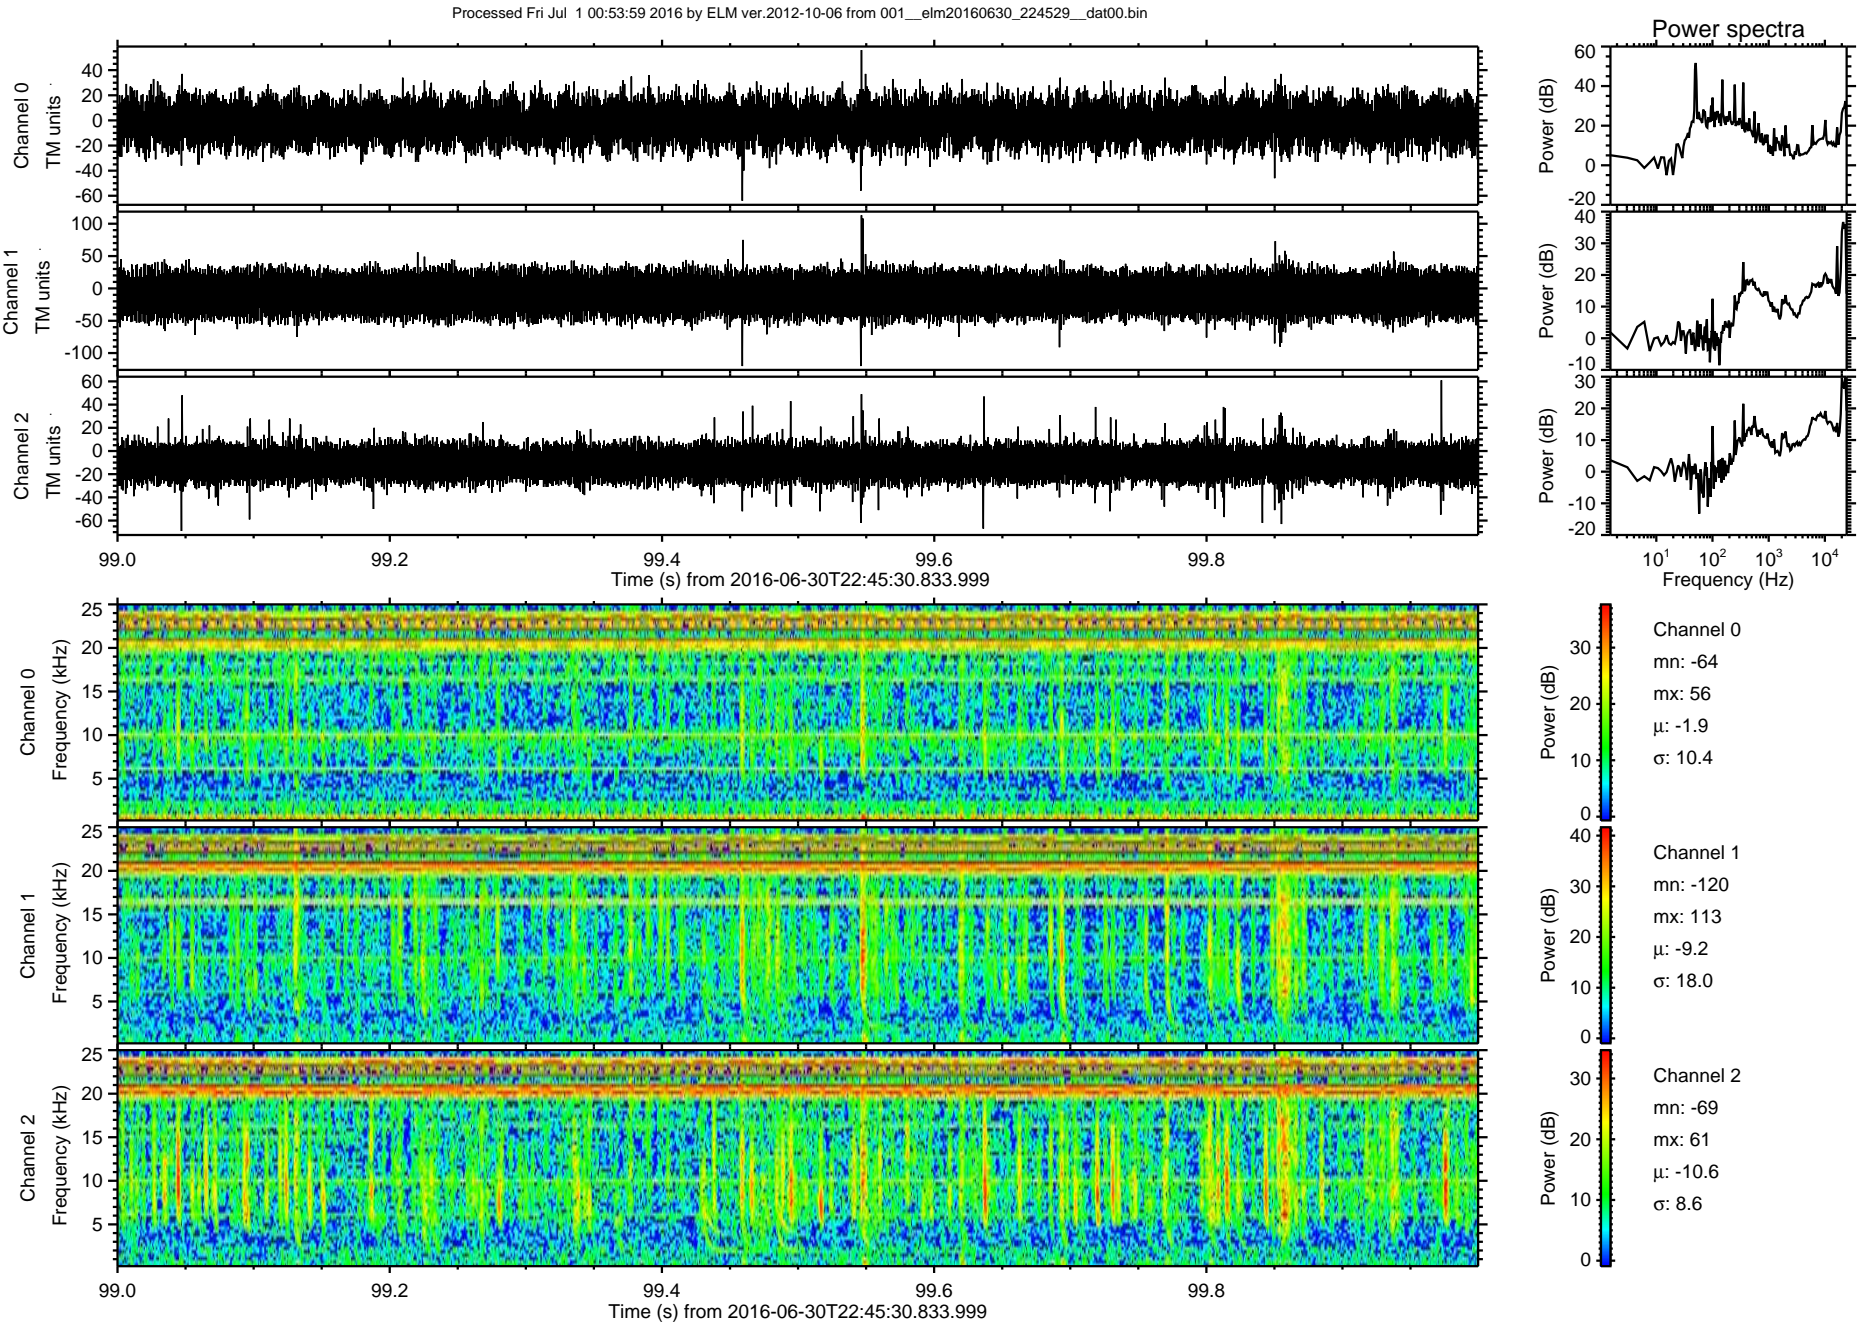 Processed Fri Jul  1 00:53:59 2016 by ELM ver.2012-10-06 from 001__elm20160630_224529__dat00.bin
Power spectra
Channel 0
TM units
40
20
0
-20
-40
-60
Power (dB)
60
40
20
0
-20
Channel 1
TM units
100
50
0
-50
-100
Power (dB)
40
30
20
10
0
-10
Channel 2
TM units
60
40
20
0
-20
-40
-60
Power (dB)
30
20
10
0
-10
-20
99.0 99.2 99.4 99.6 99.8
Time (s) from 2016-06-30T22:45:30.833.999
10^1 10^2 10^3 10^4
Frequency (Hz)
Channel 0
Frequency (kHz)
25
20
15
10
5
Power (dB)
30
20
10
0
Channel 0
mn: -64
mx: 56
μ: -1.9
σ: 10.4
Channel 1
Frequency (kHz)
25
20
15
10
5
Power (dB)
40
30
20
10
0
Channel 1
mn: -120
mx: 113
μ: -9.2
σ: 18.0
Channel 2
Frequency (kHz)
25
20
15
10
5
Power (dB)
30
20
10
0
Channel 2
mn: -69
mx: 61
μ: -10.6
σ: 8.6
99.0 99.2 99.4 99.6 99.8
Time (s) from 2016-06-30T22:45:30.833.999